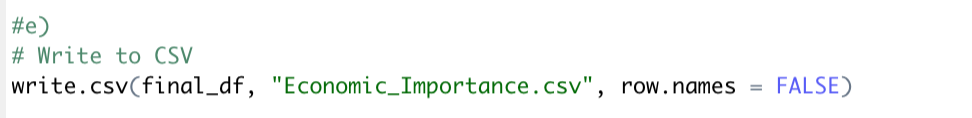 #e)
# Write to CSV
write.csv(final_df, "Economic_Importance.csv", row.names = FALSE)